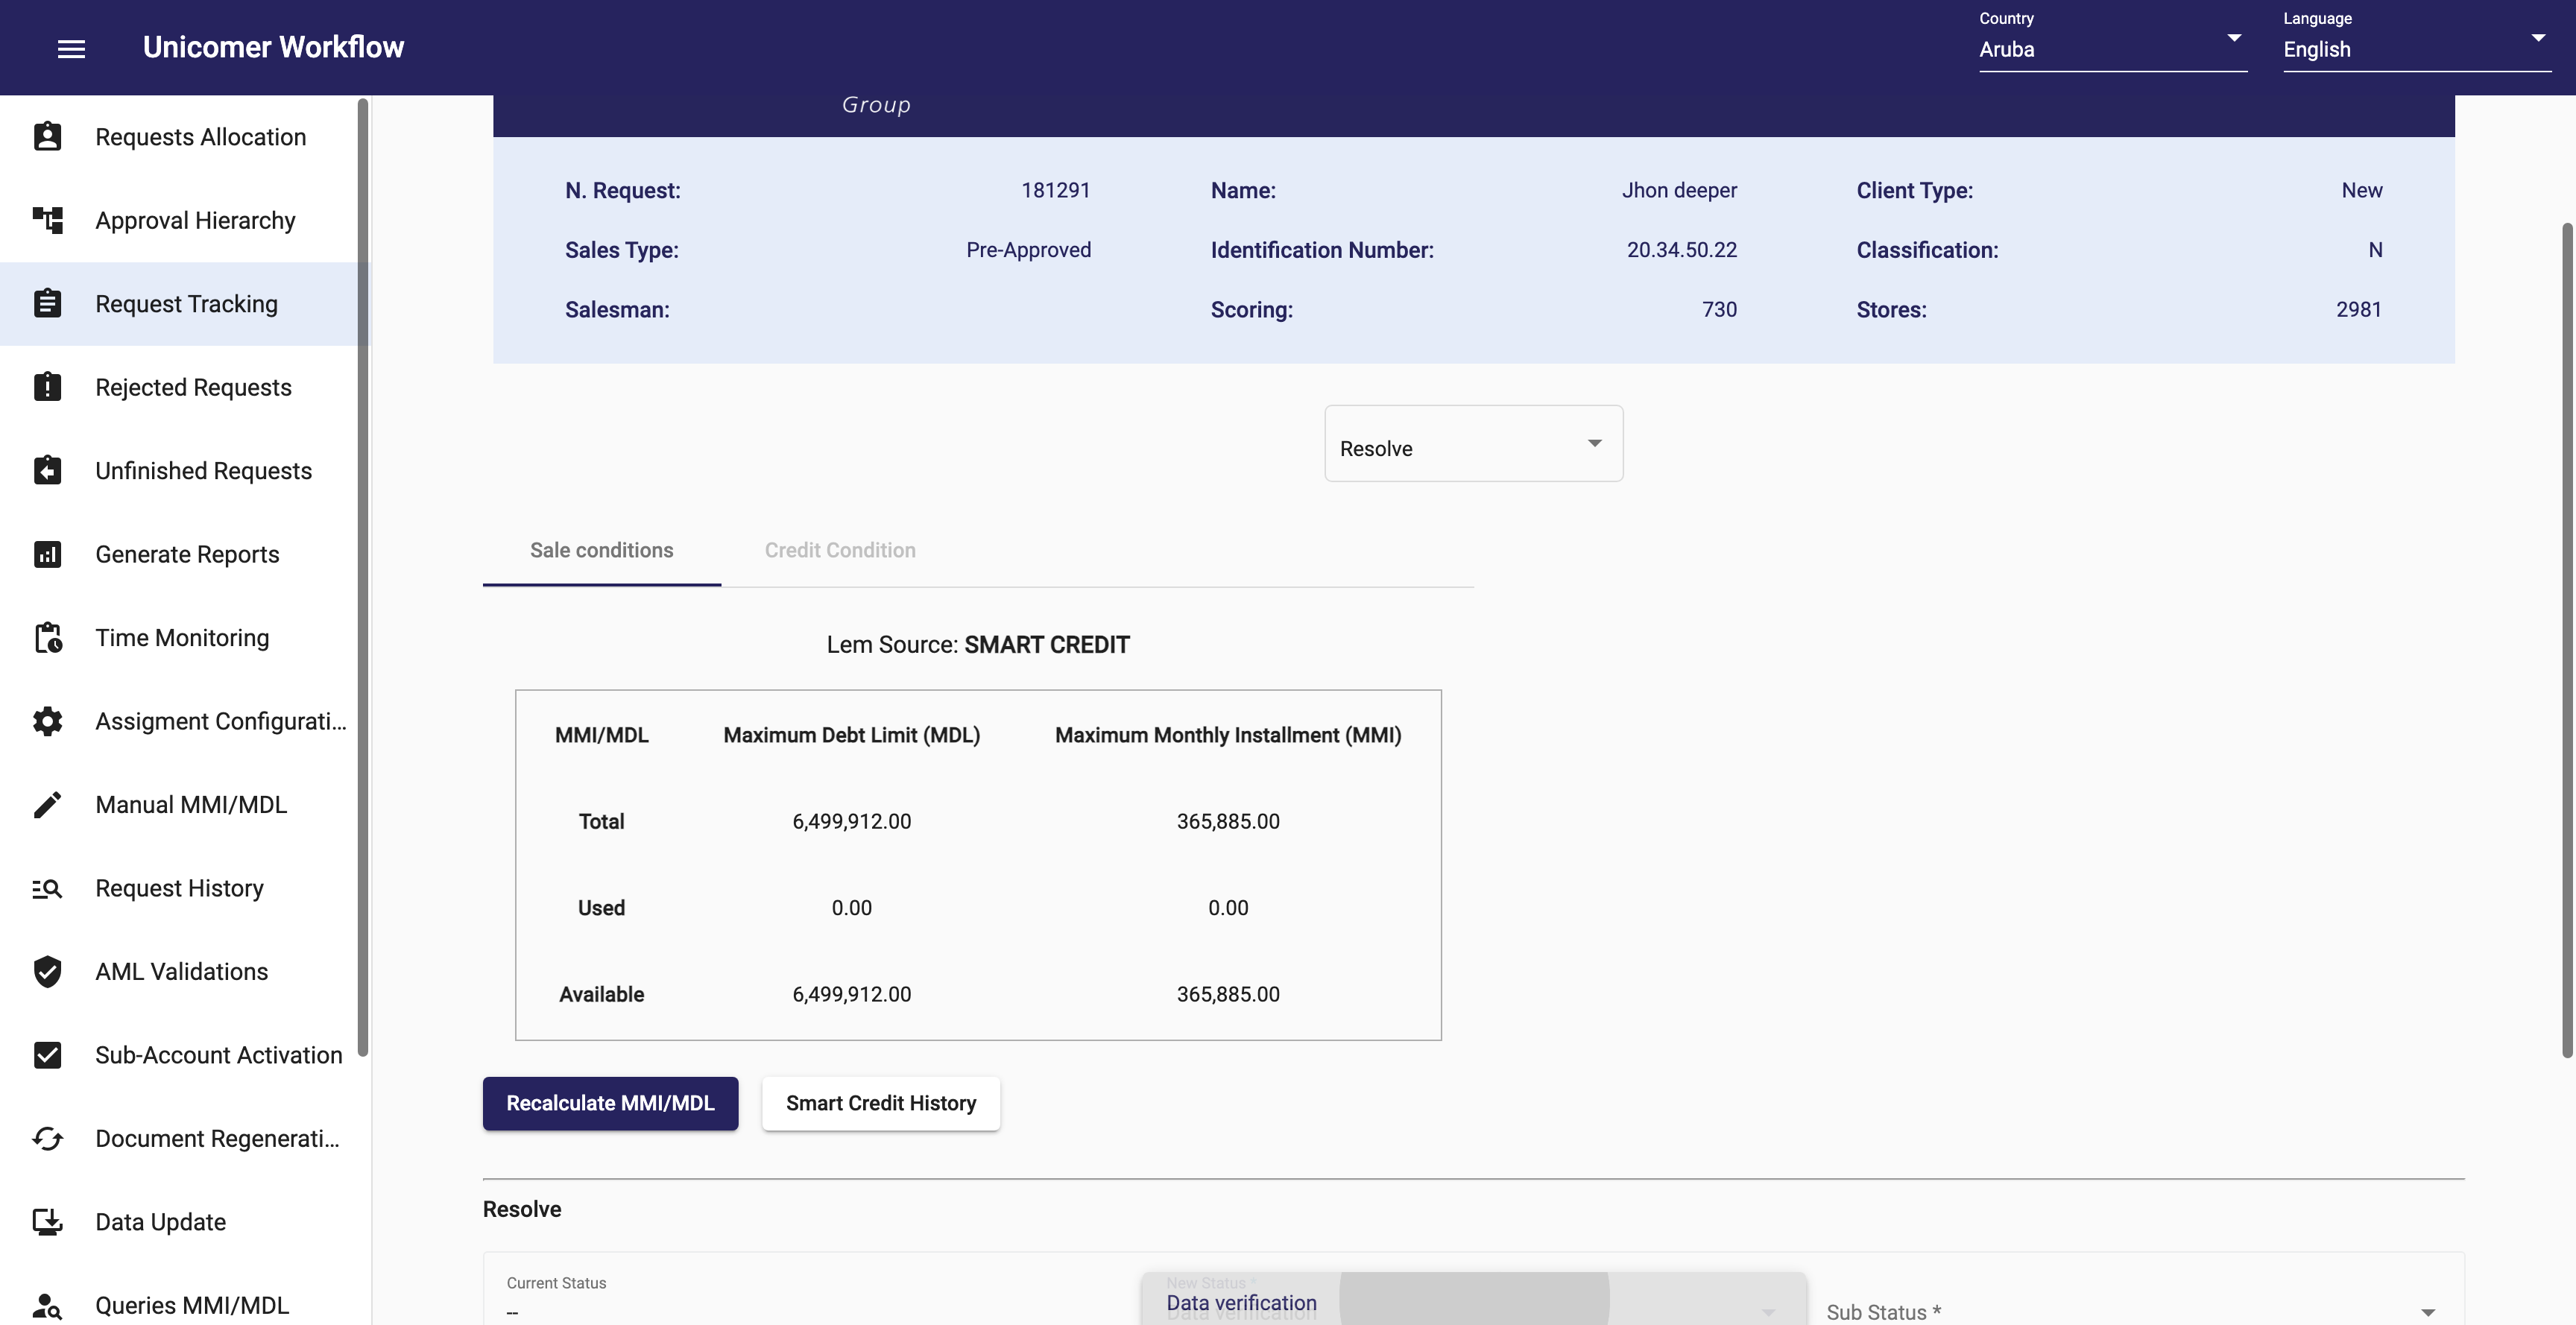 Unicomer Workflow
Country
Aruba
Language
English
Requests Allocation
Approval Hierarchy
Request Tracking
Rejected Requests
Unfinished Requests
Generate Reports
Time Monitoring
Assigment Configurati...
Manual MMI/MDL
Request History
AML Validations
Sub-Account Activation
Document Regenerati...
Data Update
Queries MMI/MDL
Group
N. Request: 181291 Name: Jhon deeper Client Type: New
Sales Type: Pre-Approved Identification Number: 20.34.50.22 Classification: N
Salesman: Scoring: 730 Stores: 2981
Resolve
Sale conditions Credit Condition
Lem Source: SMART CREDIT
MMI/MDL Maximum Debt Limit (MDL) Maximum Monthly Installment (MMI)
Total 6,499,912.00 365,885.00
Used 0.00 0.00
Available 6,499,912.00 365,885.00
Recalculate MMI/MDL Smart Credit History
Resolve
Current Status
--
New Status *
Data verification
Data verification
Sub Status *